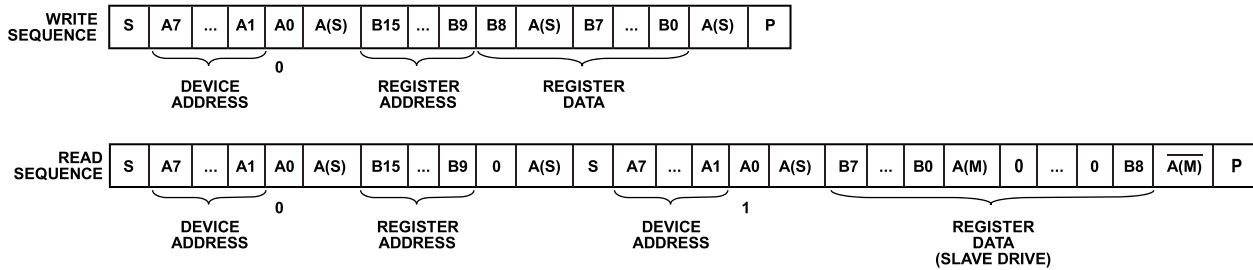 WRITE
SEQUENCE
S A7 ... A1 A0 A(S) B15 ... B9 B8 A(S) B7 ... B0 A(S) P
0
DEVICE
ADDRESS
REGISTER
ADDRESS
REGISTER
DATA
READ
SEQUENCE
S A7 ... A1 A0 A(S) B15 ... B9 0 A(S) S A7 ... A1 A0 A(S) B7 ... B0 A(M) 0 ... 0 B8 A(M) P
0
1
DEVICE
ADDRESS
REGISTER
ADDRESS
DEVICE
ADDRESS
REGISTER
DATA
(SLAVE DRIVE)